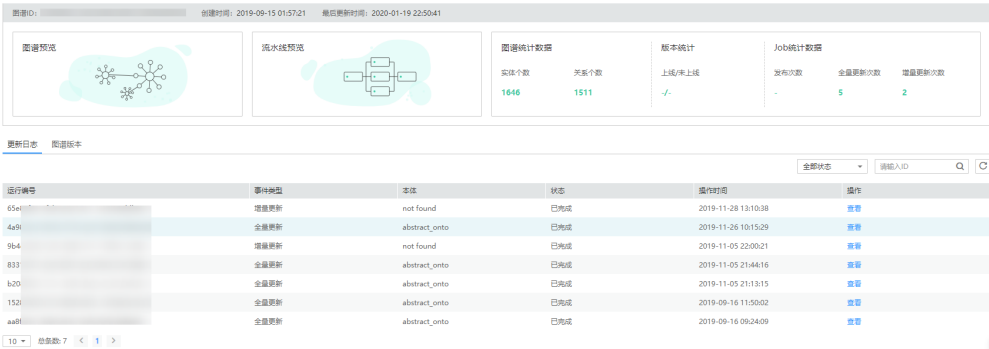 图谱ID: 创建时间: 2019-09-15 01:57:21 最后更新时间: 2020-01-19 22:50:41
图谱预览 流水线预览 图谱统计数据 版本统计 Job统计数据
实体个数 关系个数 上线/未上线 发布次数 全量更新次数 增量更新次数
1646 1511 -/- - 5 2
更新日志 图谱版本
全部状态 请输入ID
运行编号 事件类型 本体 状态 操作时间 操作
65e 增量更新 not found 已完成 2019-11-28 13:10:38 查看
4a9 全量更新 abstract_onto 已完成 2019-11-26 10:15:29 查看
9b4 增量更新 not found 已完成 2019-11-05 22:00:21 查看
833 全量更新 abstract_onto 已完成 2019-11-05 21:44:16 查看
b20 全量更新 abstract_onto 已完成 2019-11-05 21:13:15 查看
152 全量更新 abstract_onto 已完成 2019-09-16 11:50:02 查看
aa8 全量更新 abstract_onto 已完成 2019-09-16 09:24:09 查看
10 总条数: 7 < 1 >